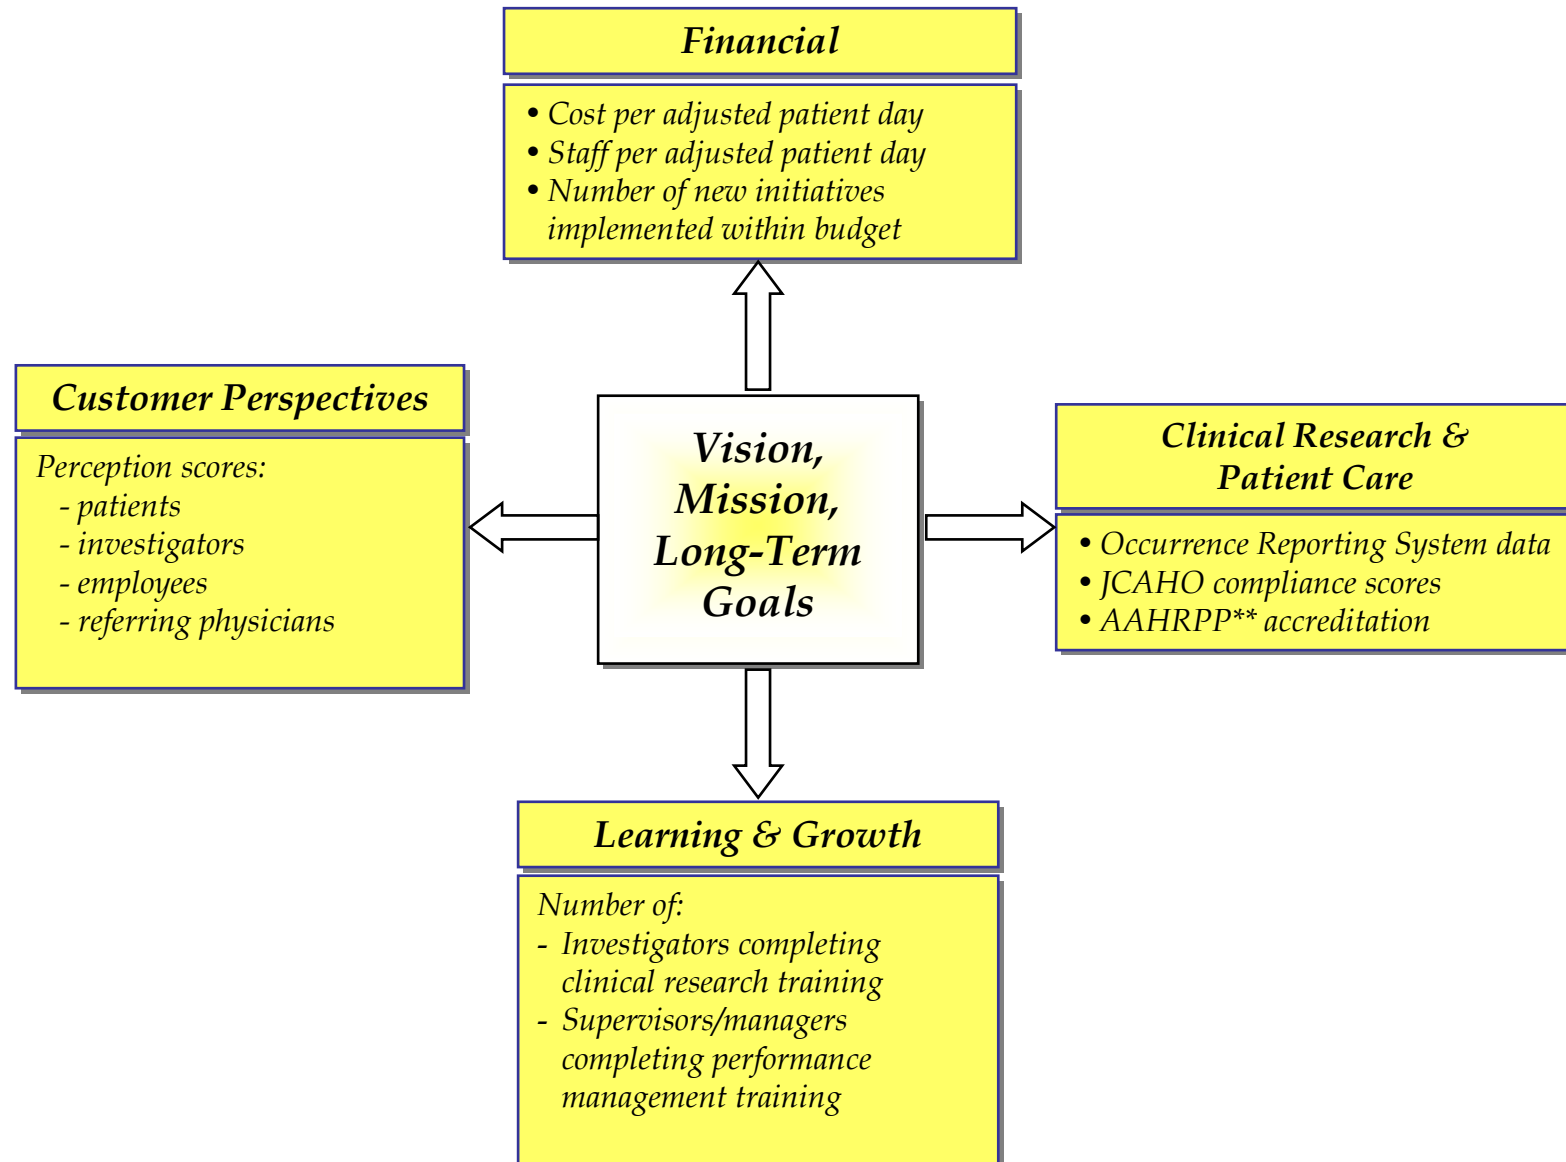 Financial
• Cost per adjusted patient day
• Staff per adjusted patient day
• Number of new initiatives
implemented within budget
Customer Perspectives
Perception scores:
- patients
- investigators
- employees
- referring physicians
Vision,
Mission,
Long-Term
Goals
Clinical Research &
Patient Care
• Occurrence Reporting System data
• JCAHO compliance scores
• AAHRPP** accreditation
Learning & Growth
Number of:
- Investigators completing
clinical research training
- Supervisors/managers
completing performance
management training